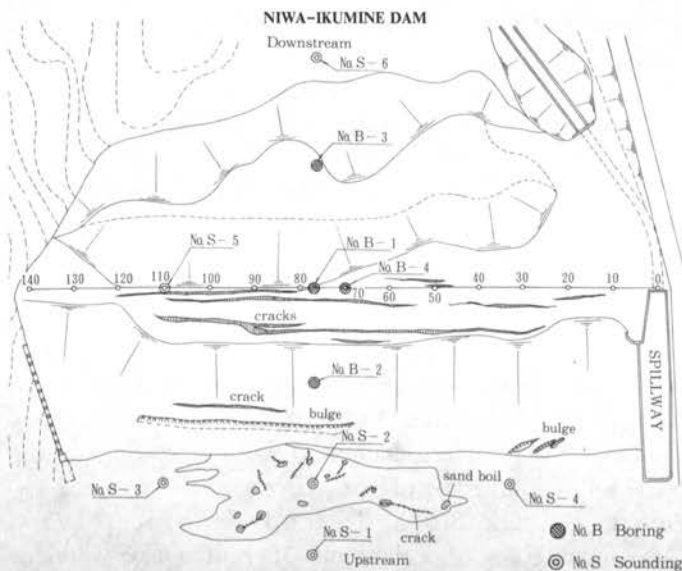 NIWA-IKUMINE DAM
Downstream
No. S-6
No. B-3
No. S-5
No. B-1
No. B-4
140 130 120 110 100 90 80 70 60 50 40 30 20 10 0
cracks
No. B-2
SPILLWAY
crack
bulge
bulge
No. S-2
No. S-3
sand boil
No. S-4
crack
No. S-1
Upstream
No. B Boring
No. S Sounding